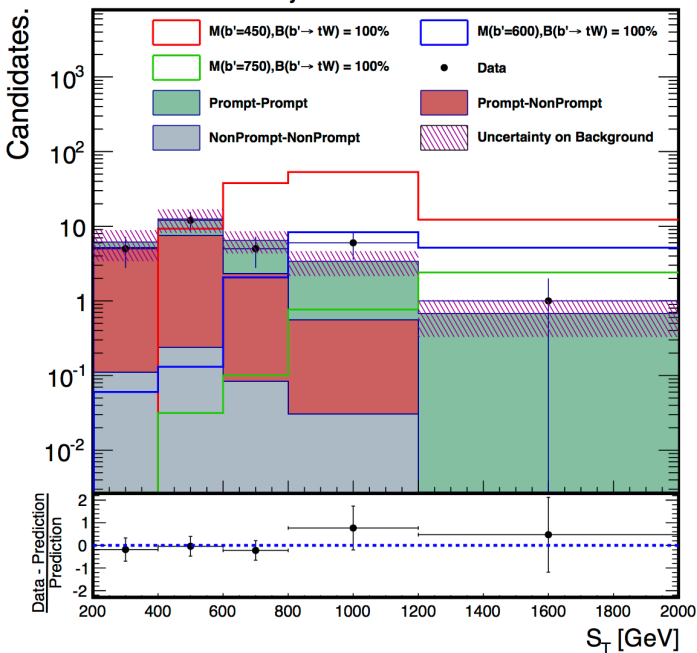 M(b'=450),B(b'→ tW) = 100%
M(b'=600),B(b'→ tW) = 100%
M(b'=750),B(b'→ tW) = 100%
Data
Prompt-Prompt
Prompt-NonPrompt
NonPrompt-NonPrompt
Uncertainty on Background
Candidates.
10³
10²
10
1
10⁻¹
10⁻²
Data - Prediction
Prediction
2
1
0
-1
-2
200 400 600 800 1000 1200 1400 1600 1800 2000
S_T [GeV]